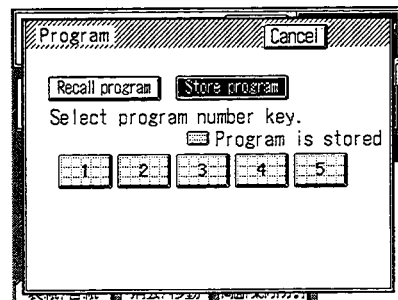 Program
Cancel
Recall program
Store program
Select program number key.
Program is stored
1 2 3 4 5